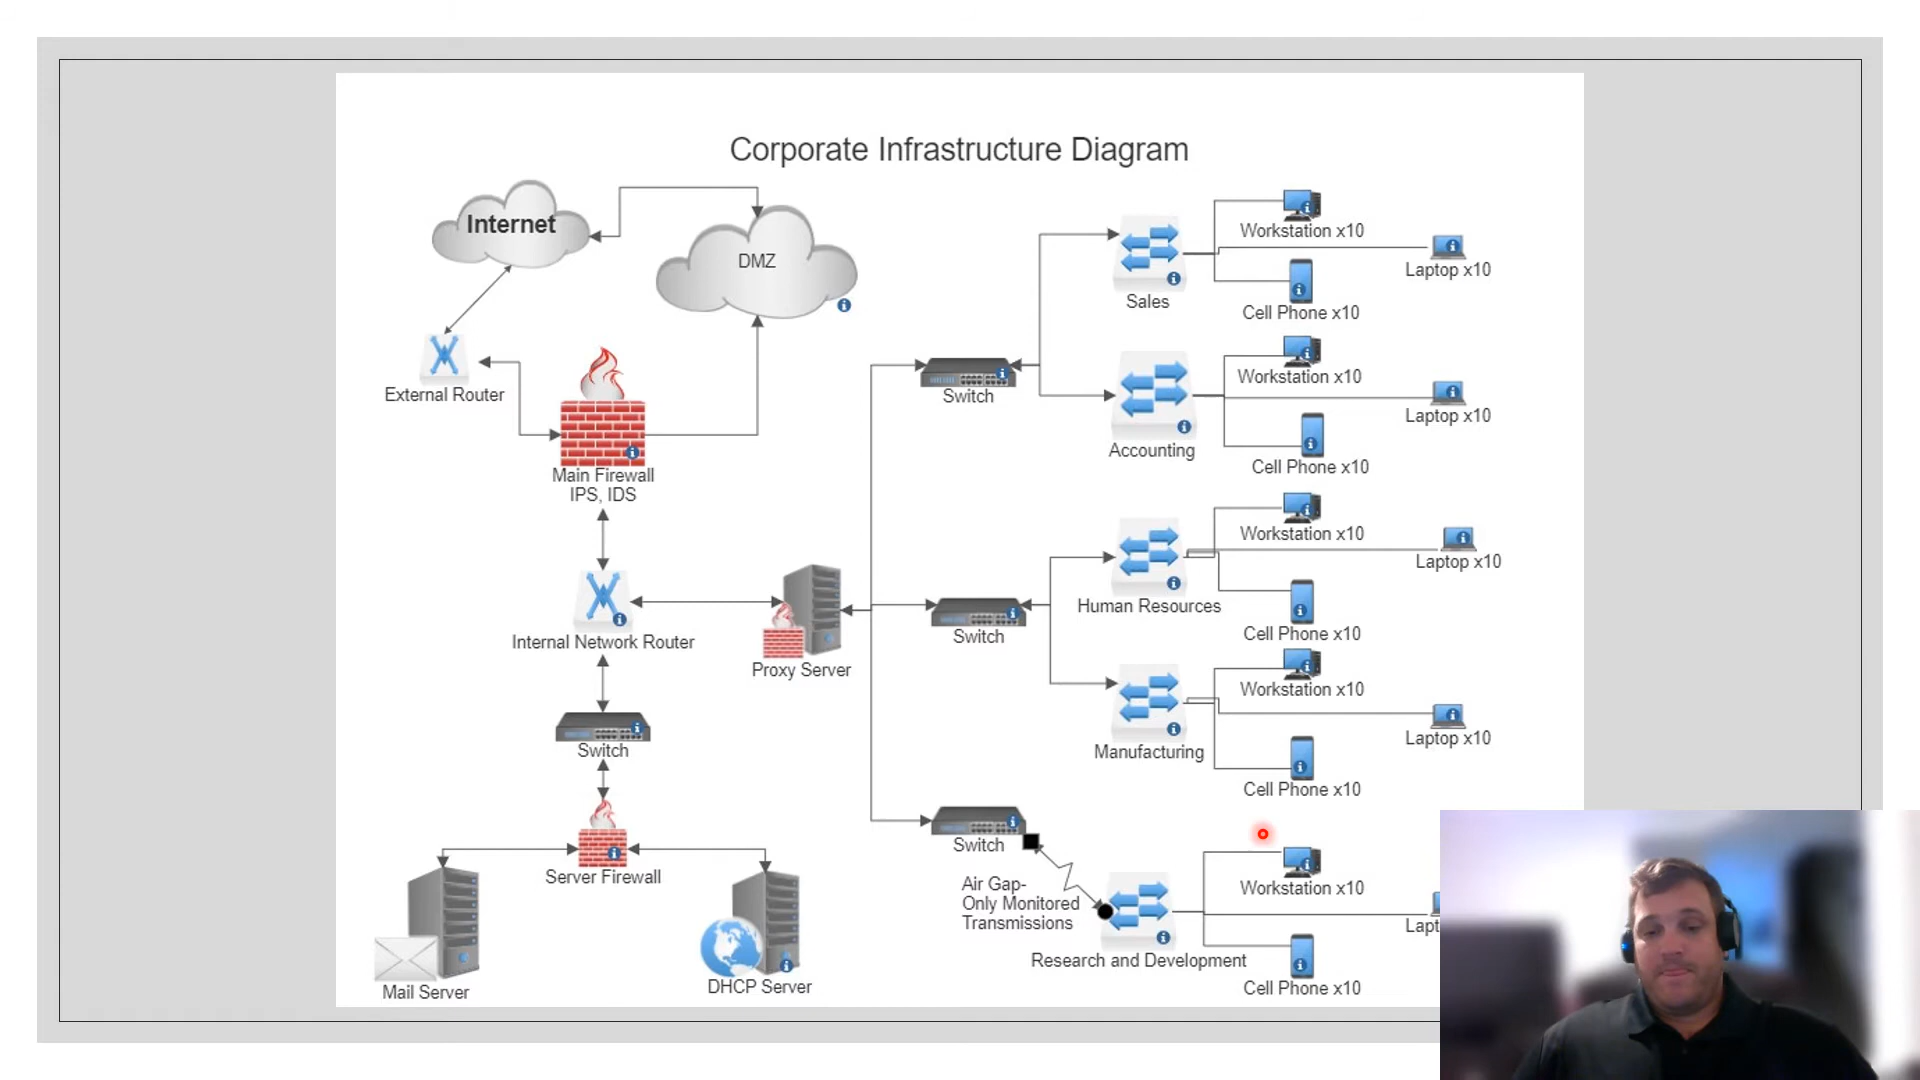 Corporate Infrastructure Diagram
Internet
DMZ
External Router
Main Firewall
IPS, IDS
Internal Network Router
Proxy Server
Switch
Server Firewall
Mail Server
DHCP Server
Switch
Sales
Workstation x10
Laptop x10
Cell Phone x10
Accounting
Workstation x10
Laptop x10
Cell Phone x10
Switch
Human Resources
Workstation x10
Laptop x10
Cell Phone x10
Manufacturing
Workstation x10
Laptop x10
Cell Phone x10
Switch
Air Gap-
Only Monitored
Transmissions
Research and Development
Workstation x10
Cell Phone x10